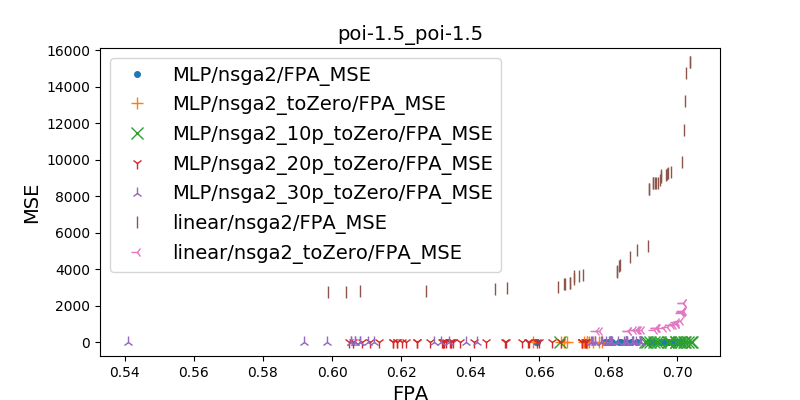 poi-1.5_poi-1.5
16000
14000
12000
10000
8000
6000
4000
2000
0
MSE
MLP/nsga2/FPA_MSE
MLP/nsga2_toZero/FPA_MSE
MLP/nsga2_10p_toZero/FPA_MSE
MLP/nsga2_20p_toZero/FPA_MSE
MLP/nsga2_30p_toZero/FPA_MSE
linear/nsga2/FPA_MSE
linear/nsga2_toZero/FPA_MSE
0.54 0.56 0.58 0.60 0.62 0.64 0.66 0.68 0.70
FPA